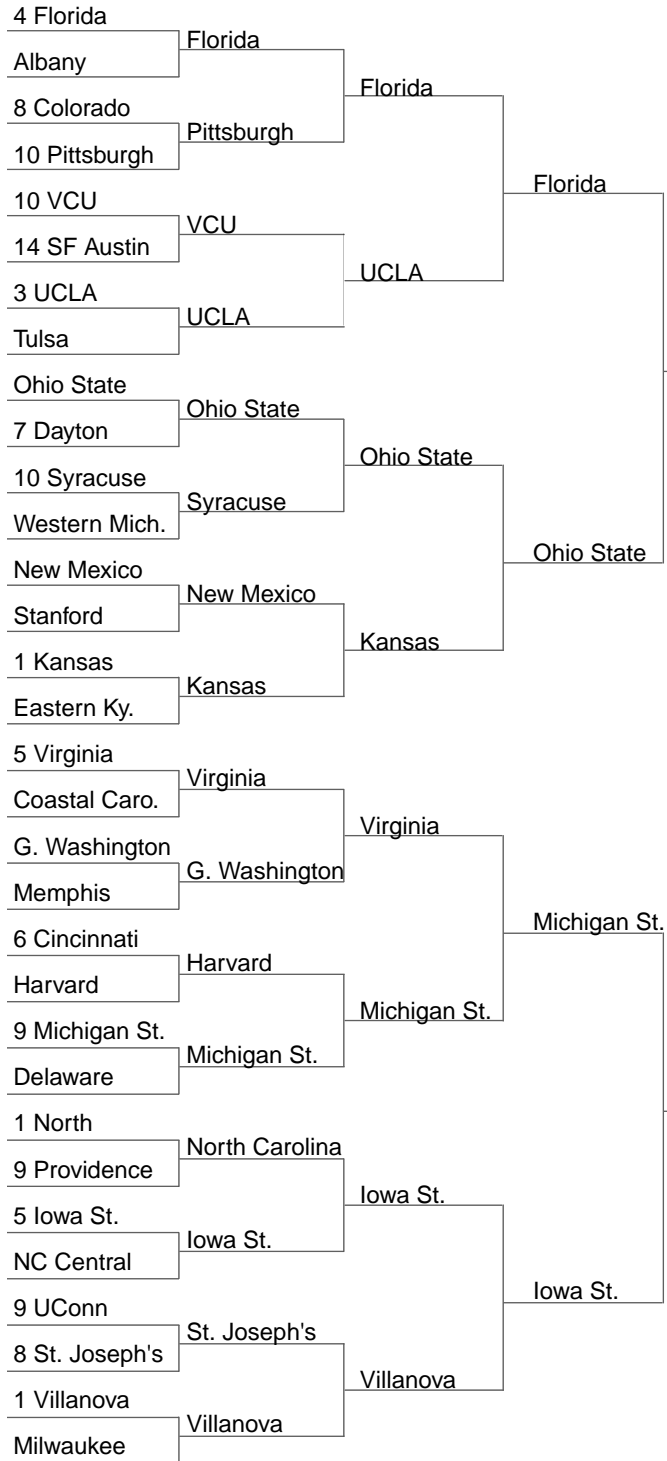 4 Florida
Albany
8 Colorado
10 Pittsburgh
10 VCU
14 SF Austin
3 UCLA
Tulsa
Ohio State
7 Dayton
10 Syracuse
Western Mich.
New Mexico
Stanford
1 Kansas
Eastern Ky.
5 Virginia
Coastal Caro.
G. Washington
Memphis
6 Cincinnati
Harvard
9 Michigan St.
Delaware
1 North
9 Providence
5 Iowa St.
NC Central
9 UConn
8 St. Joseph's
1 Villanova
Milwaukee
Florida
Pittsburgh
VCU
UCLA
Ohio State
Syracuse
New Mexico
Kansas
Virginia
G. Washington
Harvard
Michigan St.
North Carolina
Iowa St.
St. Joseph's
Villanova
Florida
UCLA
Ohio State
Kansas
Virginia
Michigan St.
Iowa St.
Villanova
Florida
Ohio State
Michigan St.
Iowa St.